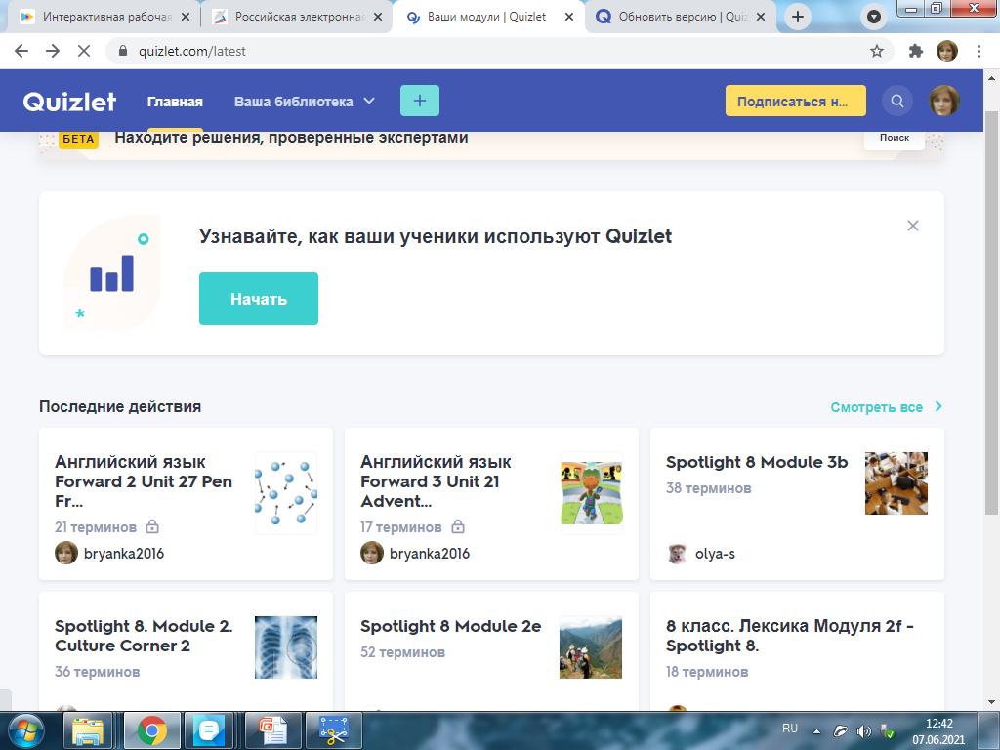 Интерактивная рабочая
Российская электронная
Ваши модули | Quizlet
Обновить версию | Quiz
quizlet.com/latest
Quizlet
Главная
Ваша библиотека
Подписаться н...
БЕТА
Находите решения, проверенные экспертами
Поиск
Узнавайте, как ваши ученики используют Quizlet
Начать
Последние действия
Смотреть все
Английский язык
Forward 2 Unit 27 Pen
Fr...
21 терминов
bryanka2016
Английский язык
Forward 3 Unit 21
Advent...
17 терминов
bryanka2016
Spotlight 8 Module 3b
38 терминов
olya-s
Spotlight 8. Module 2.
Culture Corner 2
36 терминов
Spotlight 8 Module 2e
52 терминов
8 класс. Лексика Модуля 2f -
Spotlight 8.
18 терминов
RU
12:42
07.06.2021